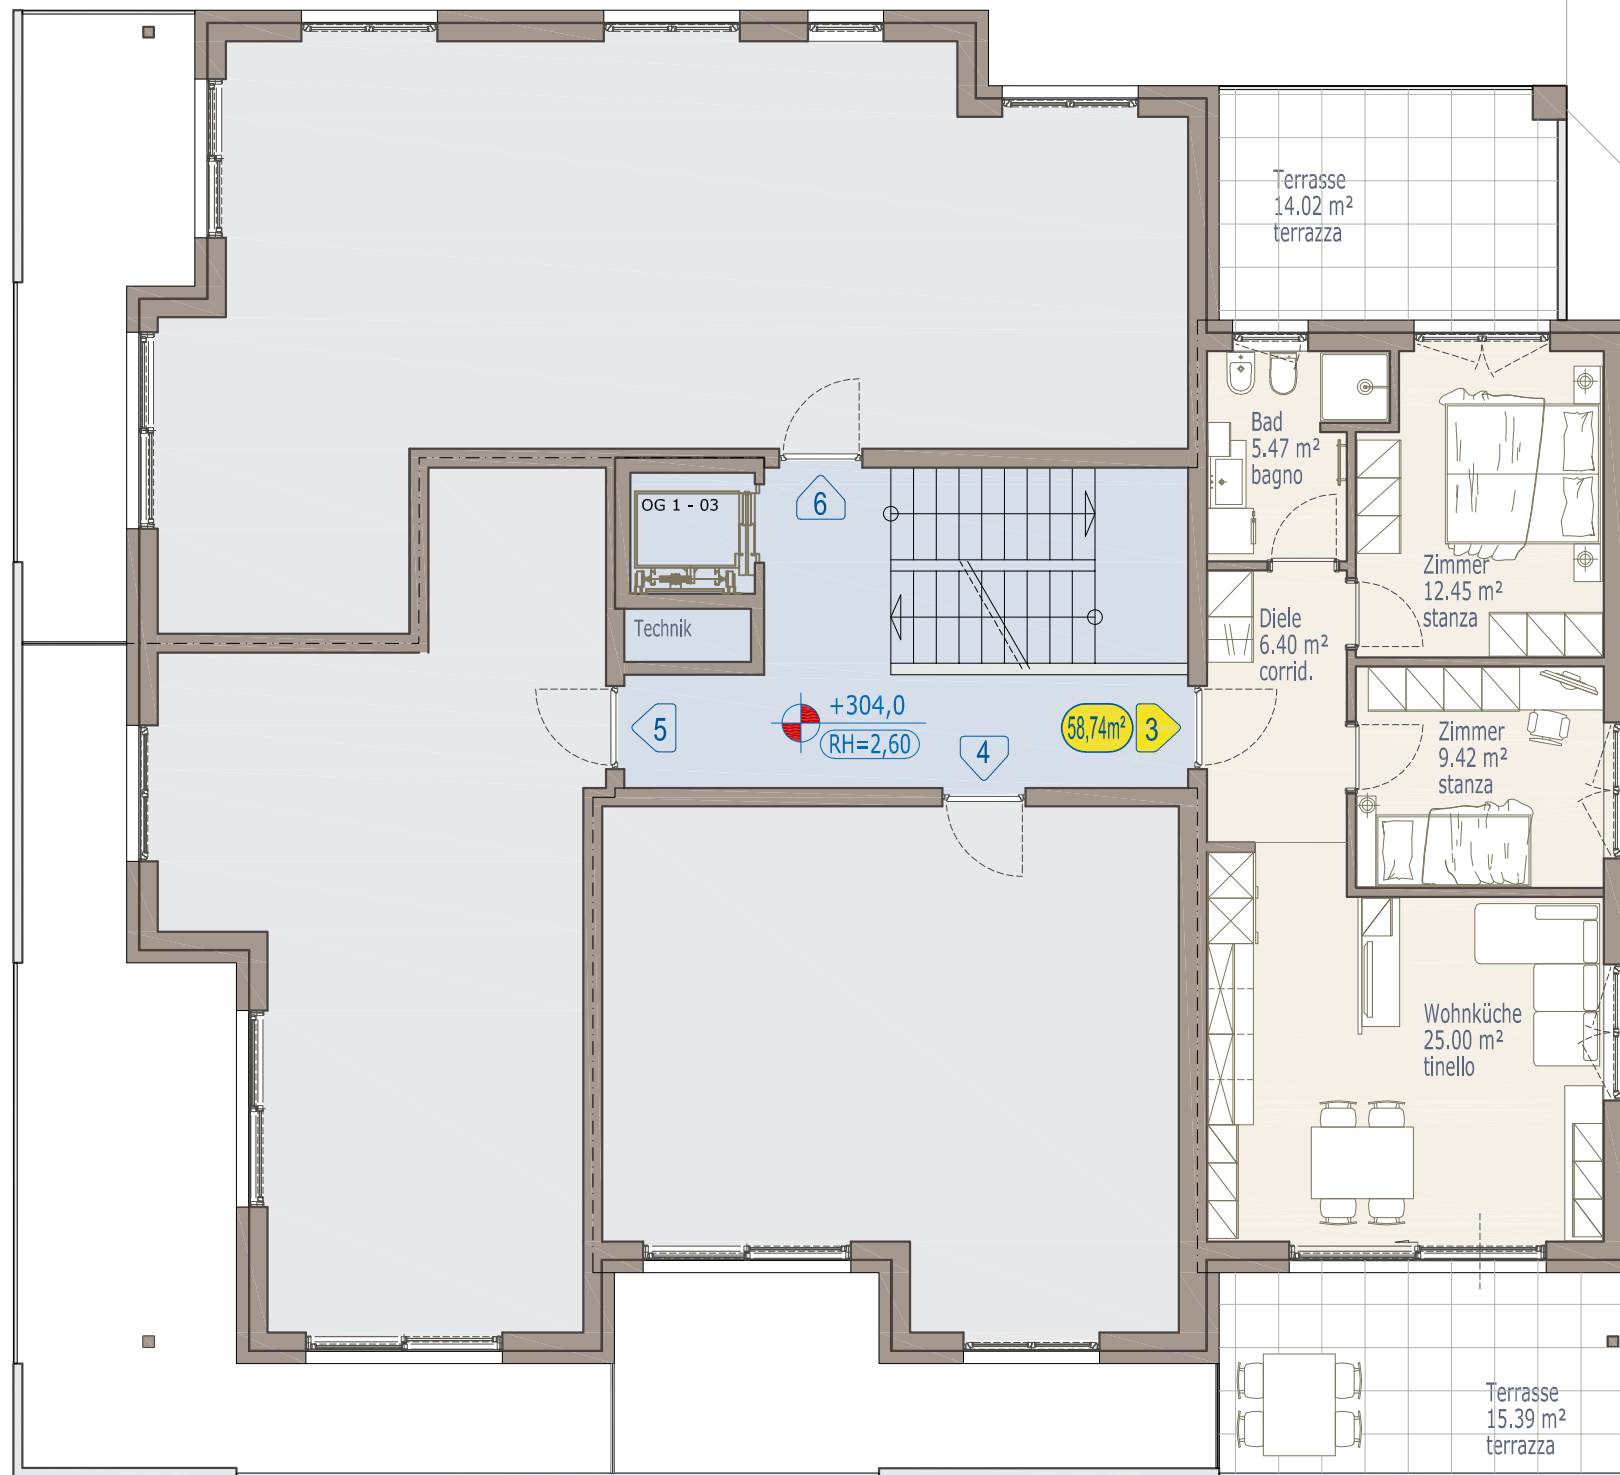 Terrasse
14.02 m²
terrazza
Bad
5.47 m²
bagno
6
OG 1 - 03
Zimmer
12.45 m²
stanza
Technik
Diele
6.40 m²
corrid.
+304,0
RH=2,60
5
4
58,74m²
3
Zimmer
9.42 m²
stanza
Wohnküche
25.00 m²
tinello
Terrasse
15.39 m²
terrazza